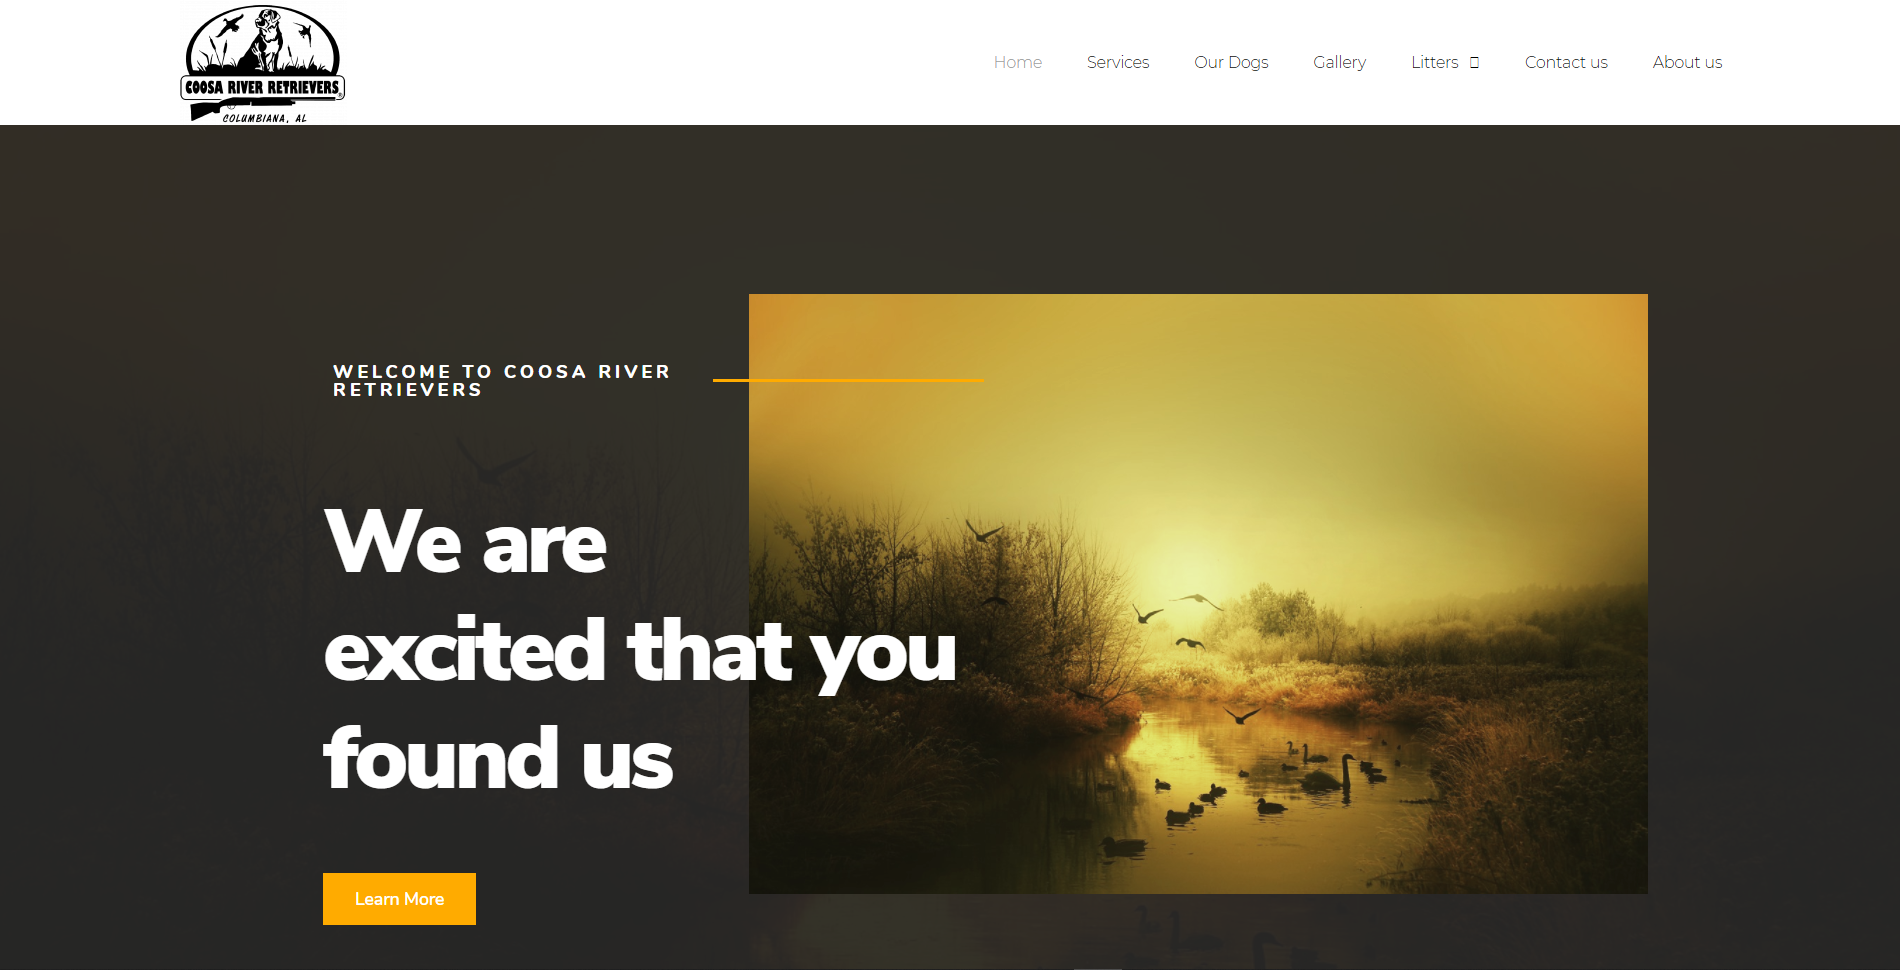 COOSA RIVER RETRIEVERS
COLUMBIANA, AL
Home Services Our Dogs Gallery Litters Contact us About us
WELCOME TO COOSA RIVER
RETRIEVERS
We are
excited that you
found us
Learn More